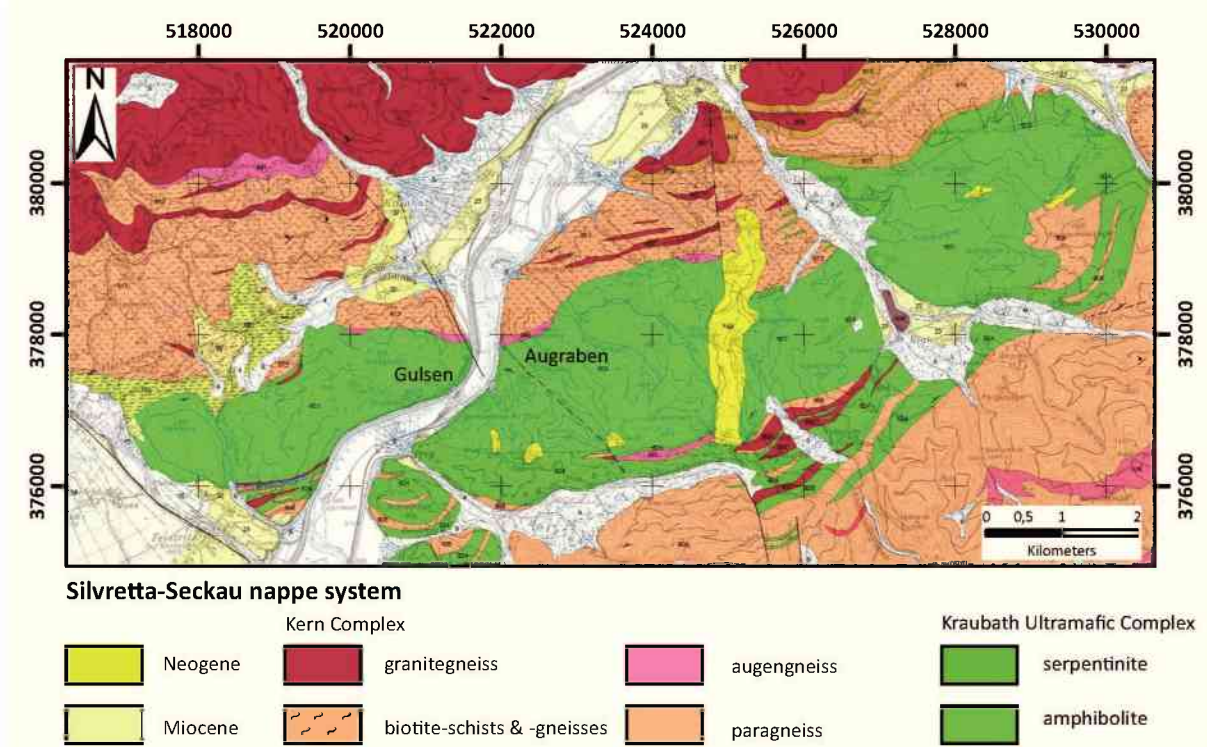 518000 520000 522000 524000 526000 528000 530000
N
380000 380000
378000 378000
376000 376000
Gulsen
Augraben
0 0,5 1 2
Kilometers
Silvretta-Seckau nappe system
Kern Complex
Kraubath Ultramafic Complex
Neogene granitegneiss augengneiss serpentinite
Miocene biotite-schists & -gneisses paragneiss amphibolite